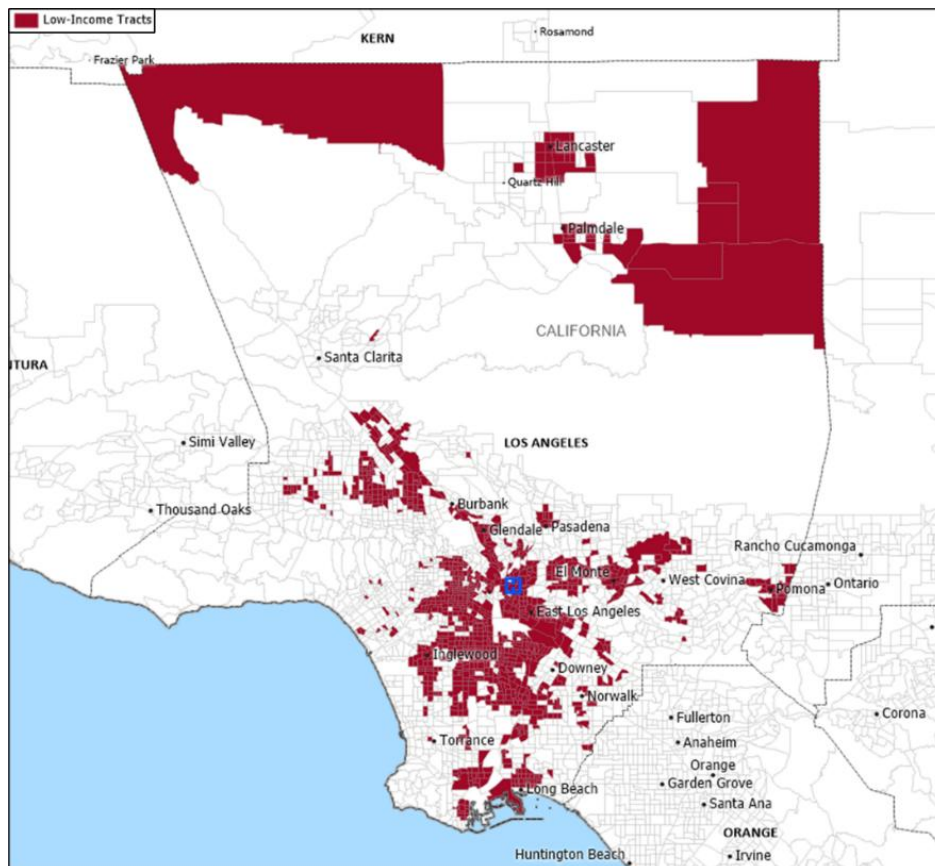 Low-Income Tracts
KERN
Rosamond
Frazier Park
Lancaster
Quartz Hill
Palmdale
CALIFORNIA
Santa Clarita
NTURA
LOS ANGELES
Simi Valley
Burbank
Thousand Oaks
Glendale
Pasadena
Rancho Cucamonga
El Monte
West Covina
Ontario
Pomona
East Los Angeles
Inglewood
Downey
Norwalk
Fullerton
Corona
Torrance
Anaheim
Orange
Garden Grove
Long Beach
Santa Ana
ORANGE
Huntington Beach
Irvine